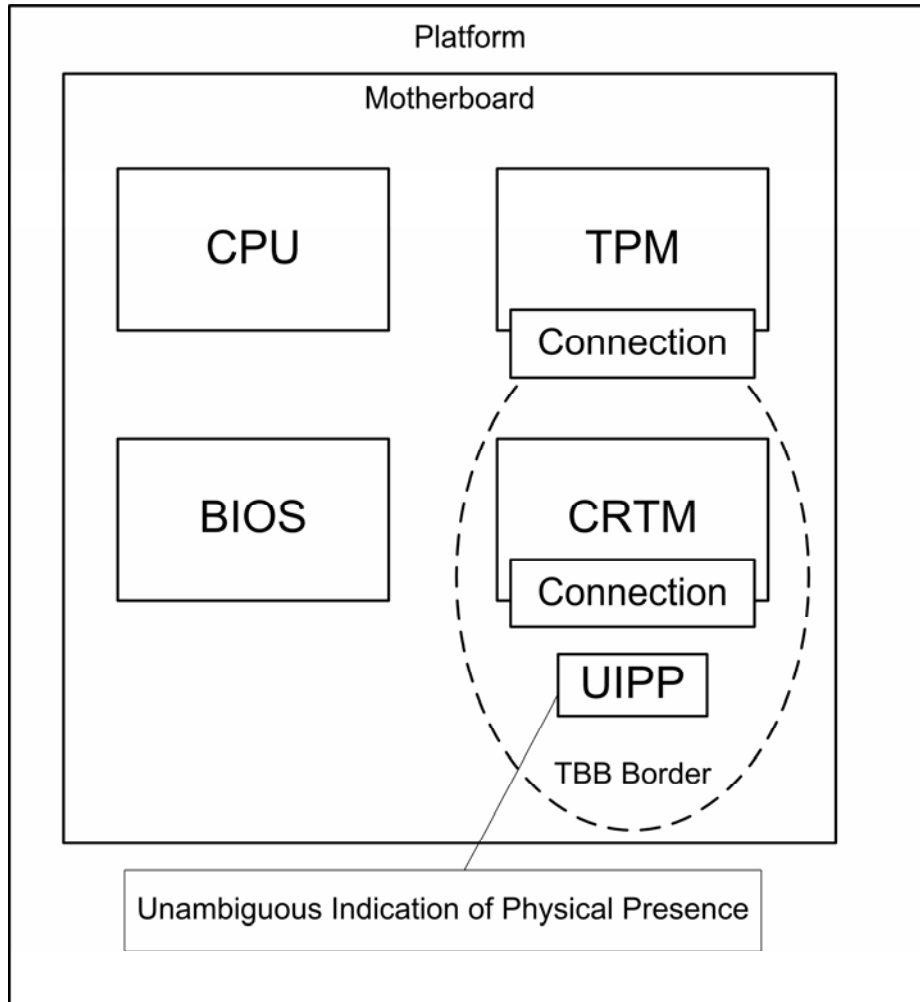 Platform
Motherboard
CPU
TPM
Connection
BIOS
CRTM
Connection
UIPP
TBB Border
Unambiguous Indication of Physical Presence